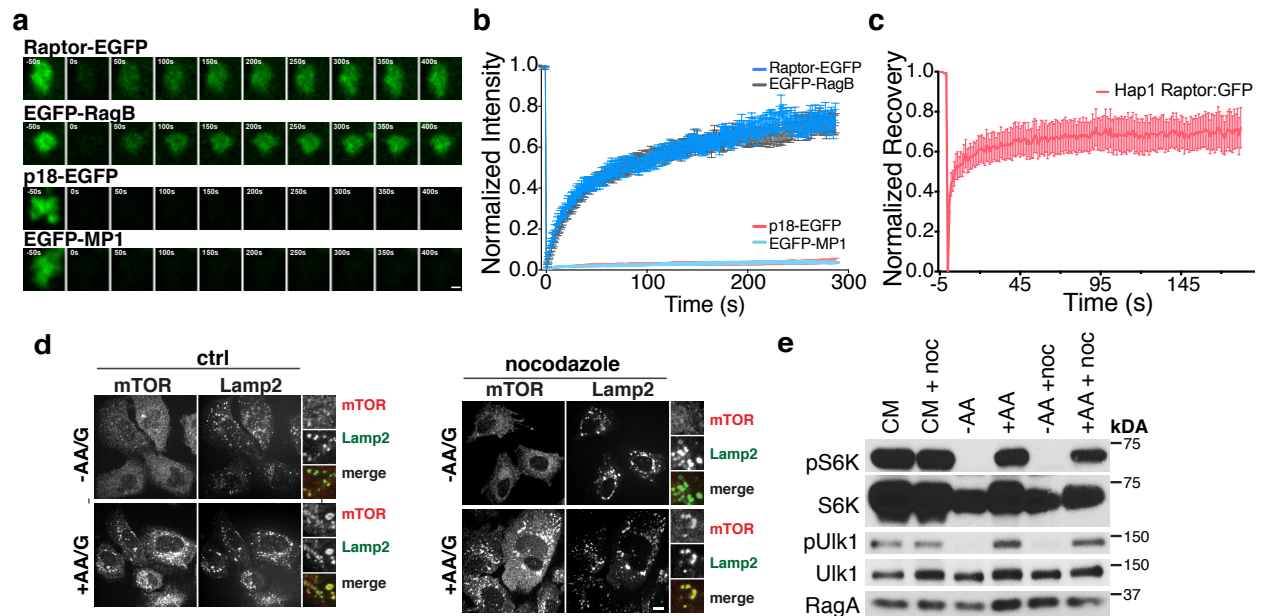 a
Raptor-EGFP
-50s 0s 50s 100s 150s 200s 250s 300s 350s 400s
EGFP-RagB
-50s 0s 50s 100s 150s 200s 250s 300s 350s 400s
p18-EGFP
-50s 0s 50s 100s 150s 200s 250s 300s 350s 400s
EGFP-MP1
-50s 0s 50s 100s 150s 200s 250s 300s 350s 400s
b
Normalized Intensity
1.0
0.8
0.6
0.4
0.2
0.0
Raptor-EGFP
EGFP-RagB
p18-EGFP
EGFP-MP1
0 100 200 300
Time (s)
c
Normalized Recovery
1.0
0.8
0.6
0.4
0.2
0.0
Hap1 Raptor:GFP
-5 45 95 145
Time (s)
d
ctrl
mTOR Lamp2
-AA/G
mTOR
Lamp2
merge
+AA/G
mTOR
Lamp2
merge
nocodazole
mTOR Lamp2
-AA/G
mTOR
Lamp2
merge
+AA/G
mTOR
Lamp2
merge
e
CM
CM + noc
-AA
+AA
-AA +noc
+AA + noc
kDA
pS6K
75
S6K
75
pUlk1
150
Ulk1
150
RagA
37